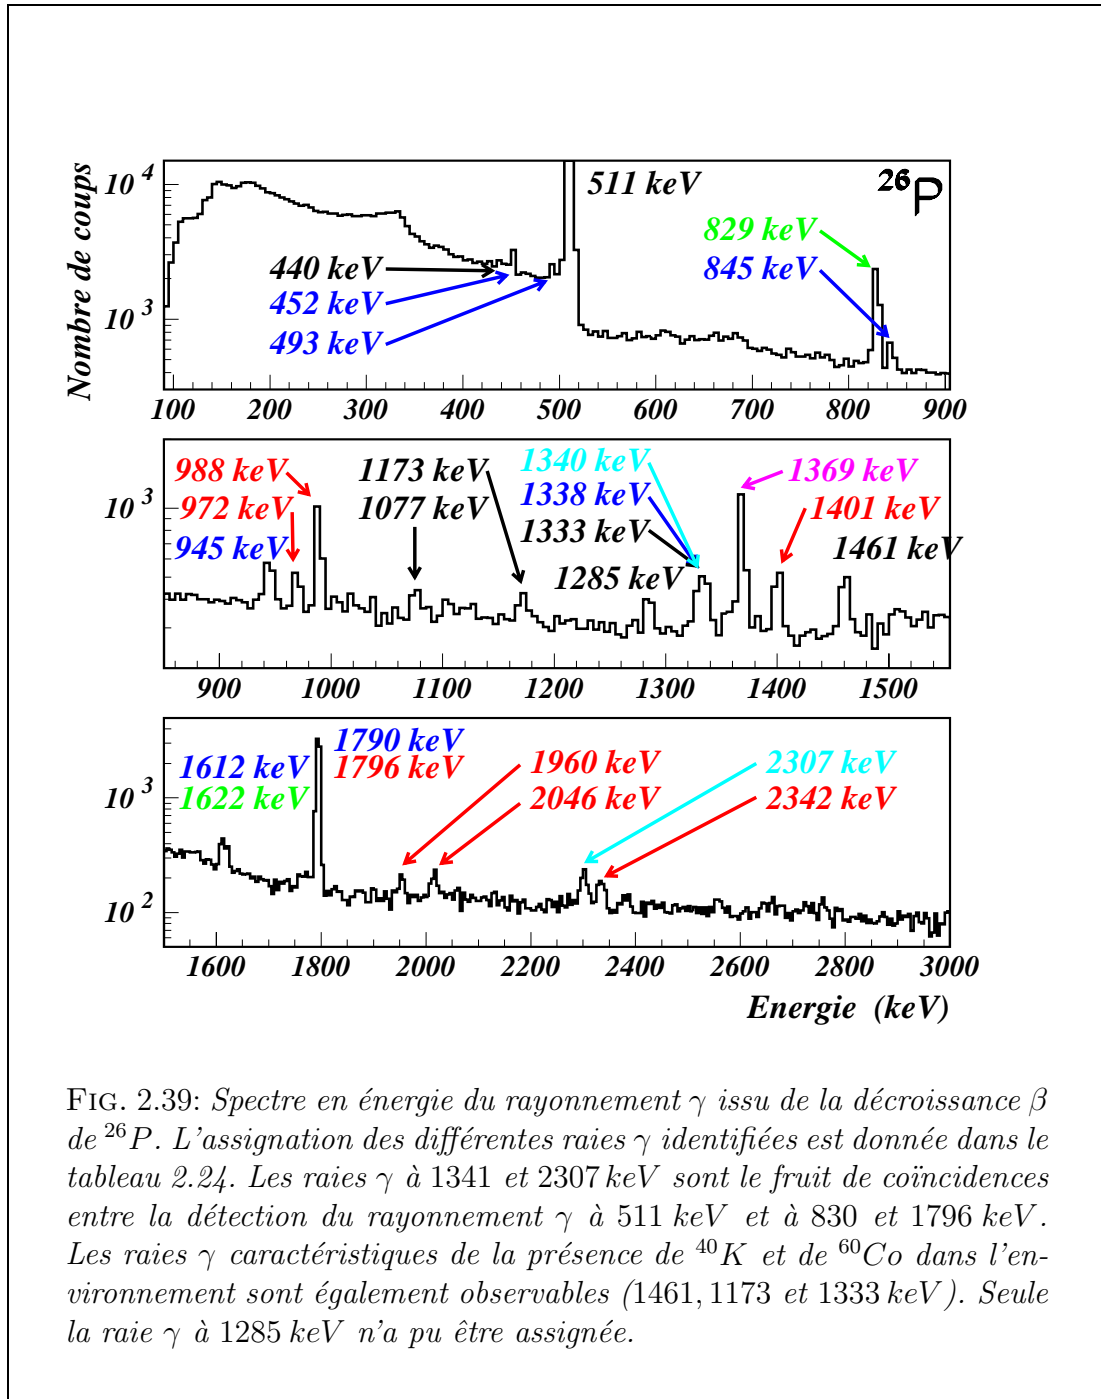 Nombre de coups
10 4
10 3
511 keV
26P
829 keV
845 keV
440 keV
452 keV
493 keV
100 200 300 400 500 600 700 800 900
10 3
988 keV
972 keV
945 keV
1173 keV
1077 keV
1340 keV
1338 keV
1333 keV
1285 keV
1369 keV
1401 keV
1461 keV
900 1000 1100 1200 1300 1400 1500
10 3
10 2
1612 keV
1622 keV
1790 keV
1796 keV
1960 keV
2046 keV
2307 keV
2342 keV
1600 1800 2000 2200 2400 2600 2800 3000
Energie (keV)
FIG. 2.39: Spectre en énergie du rayonnement γ issu de la décroissance β
de 26P. L'assignation des différentes raies γ identifiées est donnée dans le
tableau 2.24. Les raies γ à 1341 et 2307 keV sont le fruit de coïncidences
entre la détection du rayonnement γ à 511 keV et à 830 et 1796 keV.
Les raies γ caractéristiques de la présence de 40K et de 60Co dans l'en-
vironnement sont également observables (1461, 1173 et 1333 keV). Seule
la raie γ à 1285 keV n'a pu être assignée.